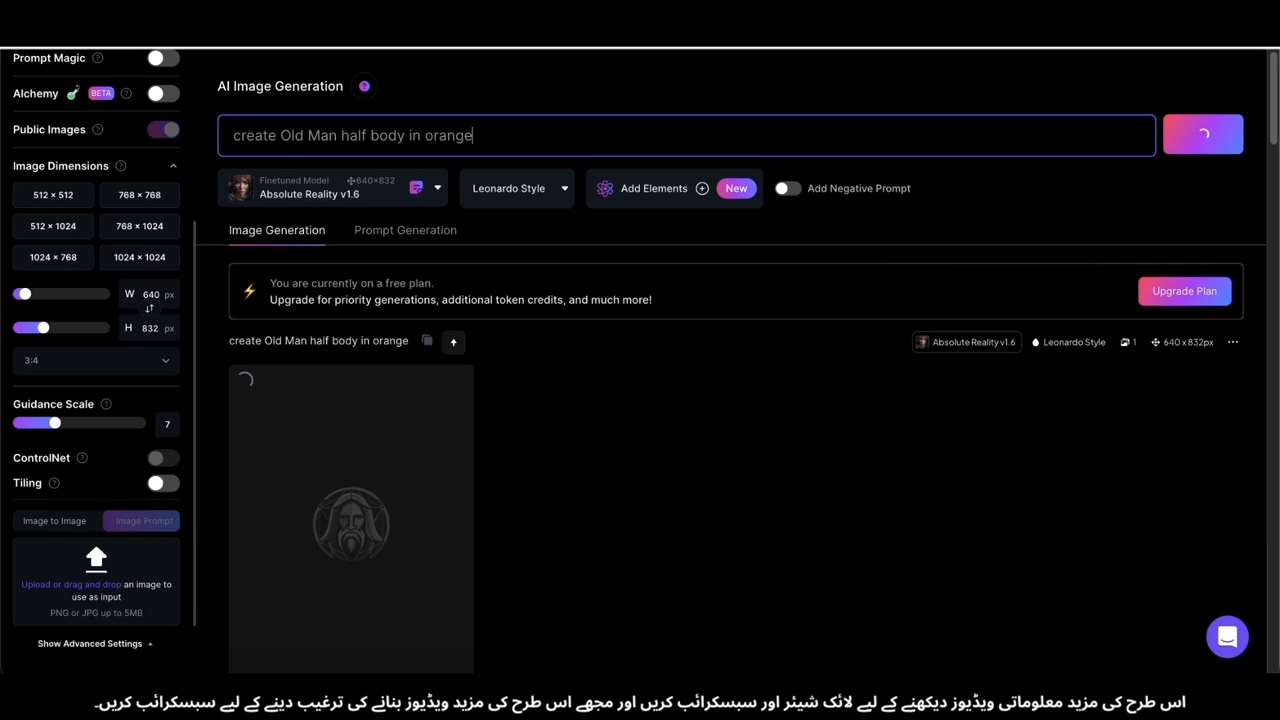 Prompt Magic
Alchemy BETA
Public Images
Image Dimensions
512 × 512 768 × 768
512 × 1024 768 × 1024
1024 × 768 1024 × 1024
W 640 px
H 832 px
3:4
Guidance Scale
7
ControlNet
Tiling
Image to Image Image Prompt
Upload or drag and drop an image to
use as input
PNG or JPG up to 5MB
Show Advanced Settings
AI Image Generation
create Old Man half body in orange
Finetuned Model 640×832
Absolute Reality v1.6
Leonardo Style
Add Elements New
Add Negative Prompt
Image Generation Prompt Generation
You are currently on a free plan.
Upgrade for priority generations, additional token credits, and much more!
Upgrade Plan
create Old Man half body in orange
Absolute Reality v1.6 Leonardo Style 1 640 x 832px
اس طرح کی مزید معلوماتی ویڈیوز دیکھنے کے لیے لائک شیئر اور سبسکرائب کریں اور مجھے اس طرح کی مزید ویڈیوز بنانے کی ترغیب دینے کے لیے سبسکرائب کریں۔